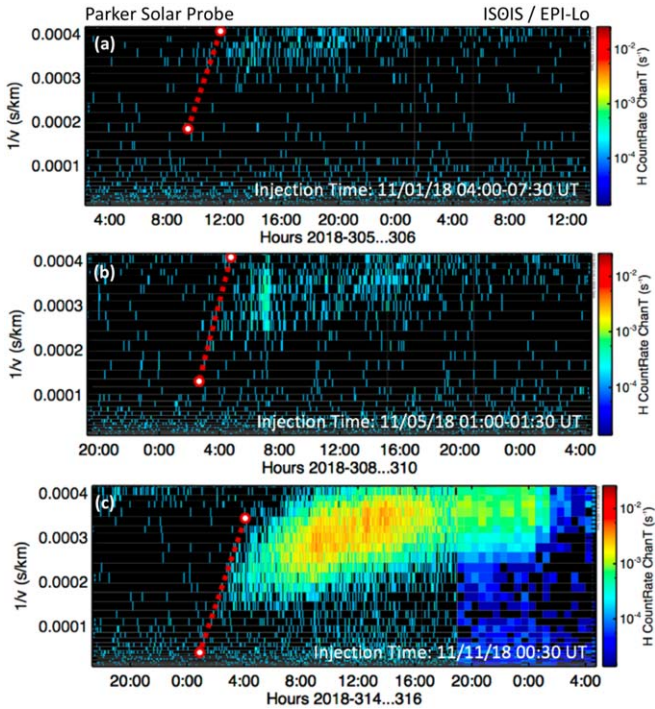 Parker Solar Probe ISʘIS / EPI-Lo
(a)
0.0004
0.0003
0.0002
0.0001
1/v (s/km)
Injection Time: 11/01/18 04:00-07:30 UT
4:00 8:00 12:00 16:00 20:00 0:00 4:00 8:00 12:00
Hours 2018-305...306
10-2
10-3
10-4
H CountRate ChanT (s-1)
(b)
0.0004
0.0003
0.0002
0.0001
1/v (s/km)
Injection Time: 11/05/18 01:00-01:30 UT
20:00 0:00 4:00 8:00 12:00 16:00 20:00 0:00 4:00
Hours 2018-308...310
10-2
10-3
10-4
H CountRate ChanT (s-1)
(c)
0.0004
0.0003
0.0002
0.0001
1/v (s/km)
Injection Time: 11/11/18 00:30 UT
20:00 0:00 4:00 8:00 12:00 16:00 20:00 0:00 4:00
Hours 2018-314...316
10-2
10-3
10-4
H CountRate ChanT (s-1)